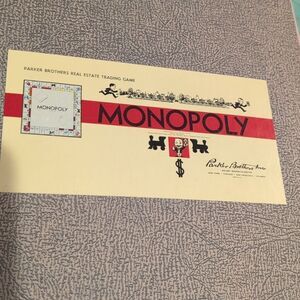 PARKER BROTHERS REAL ESTATE TRADING GAME
MONOPOLY
MONOPOLY
$
Parker Brothers Inc